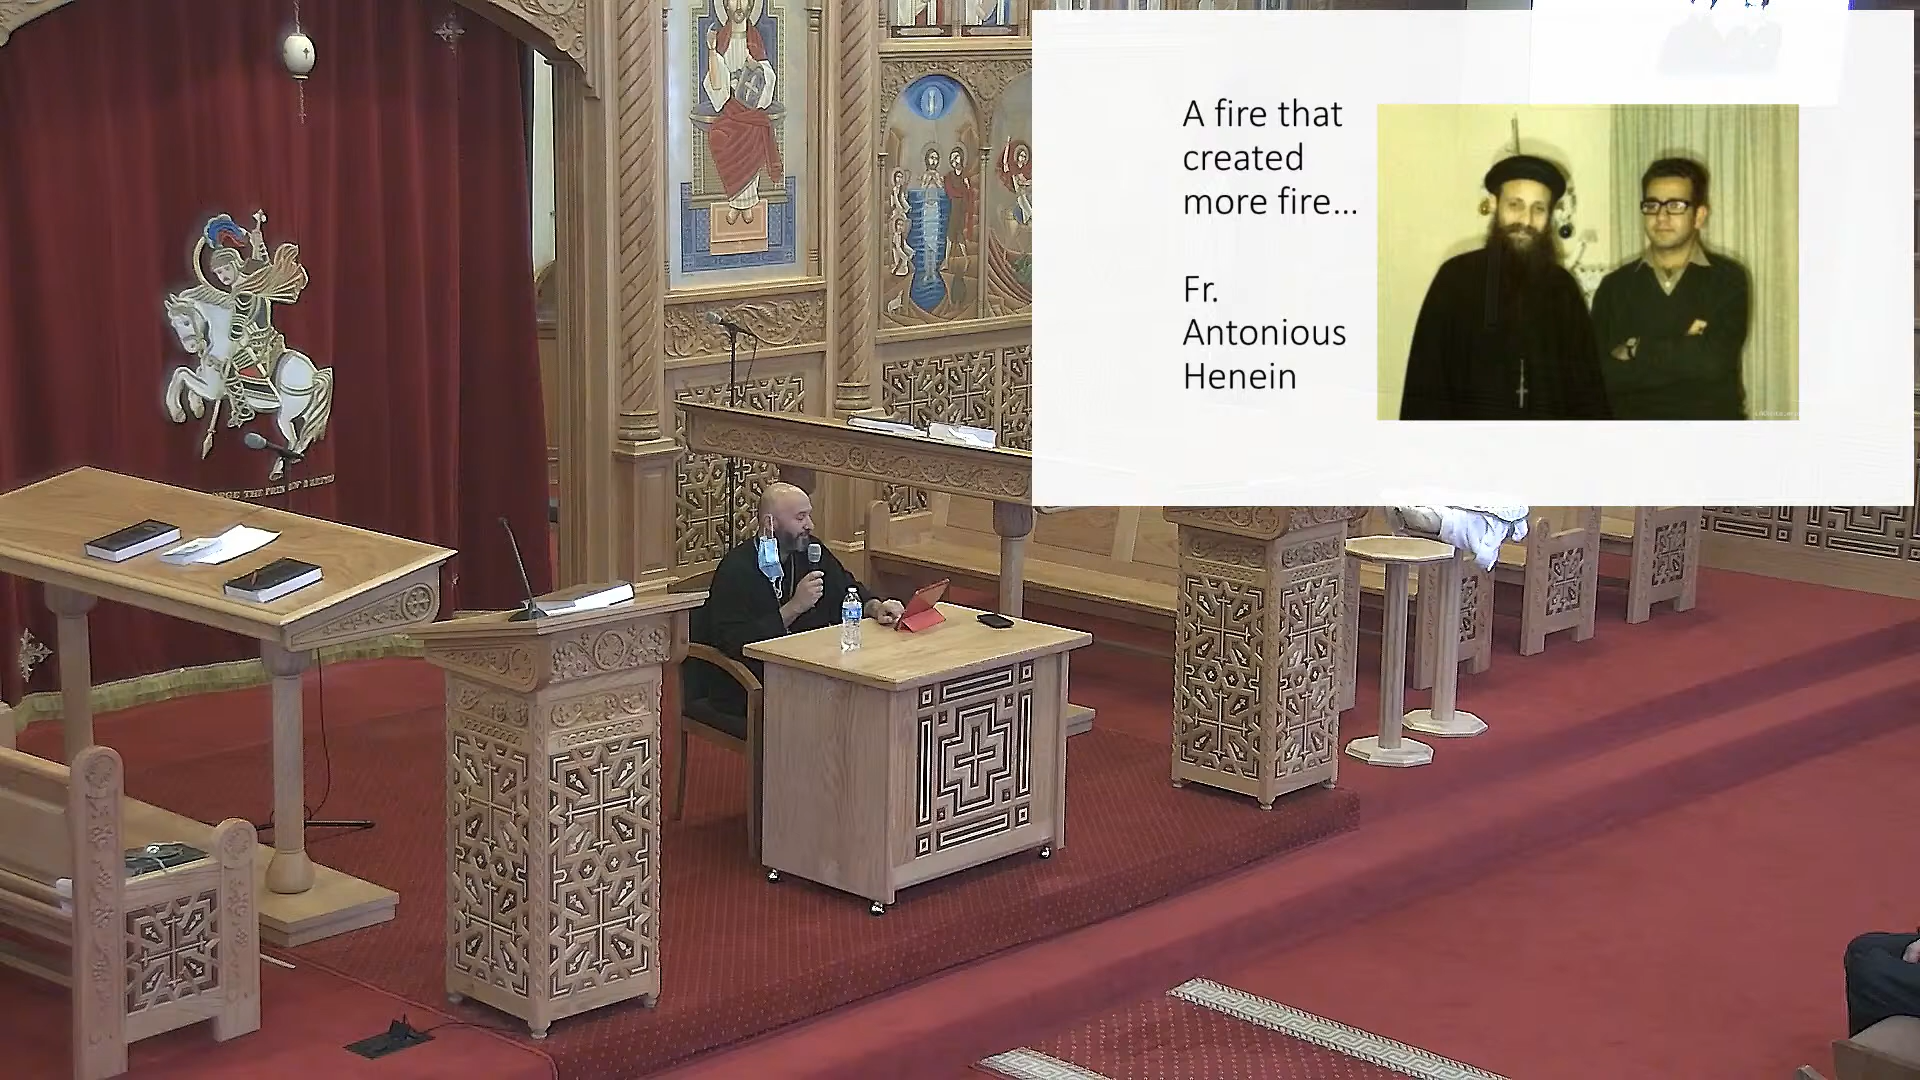 A fire that
created
more fire...
Fr.
Antonious
Henein